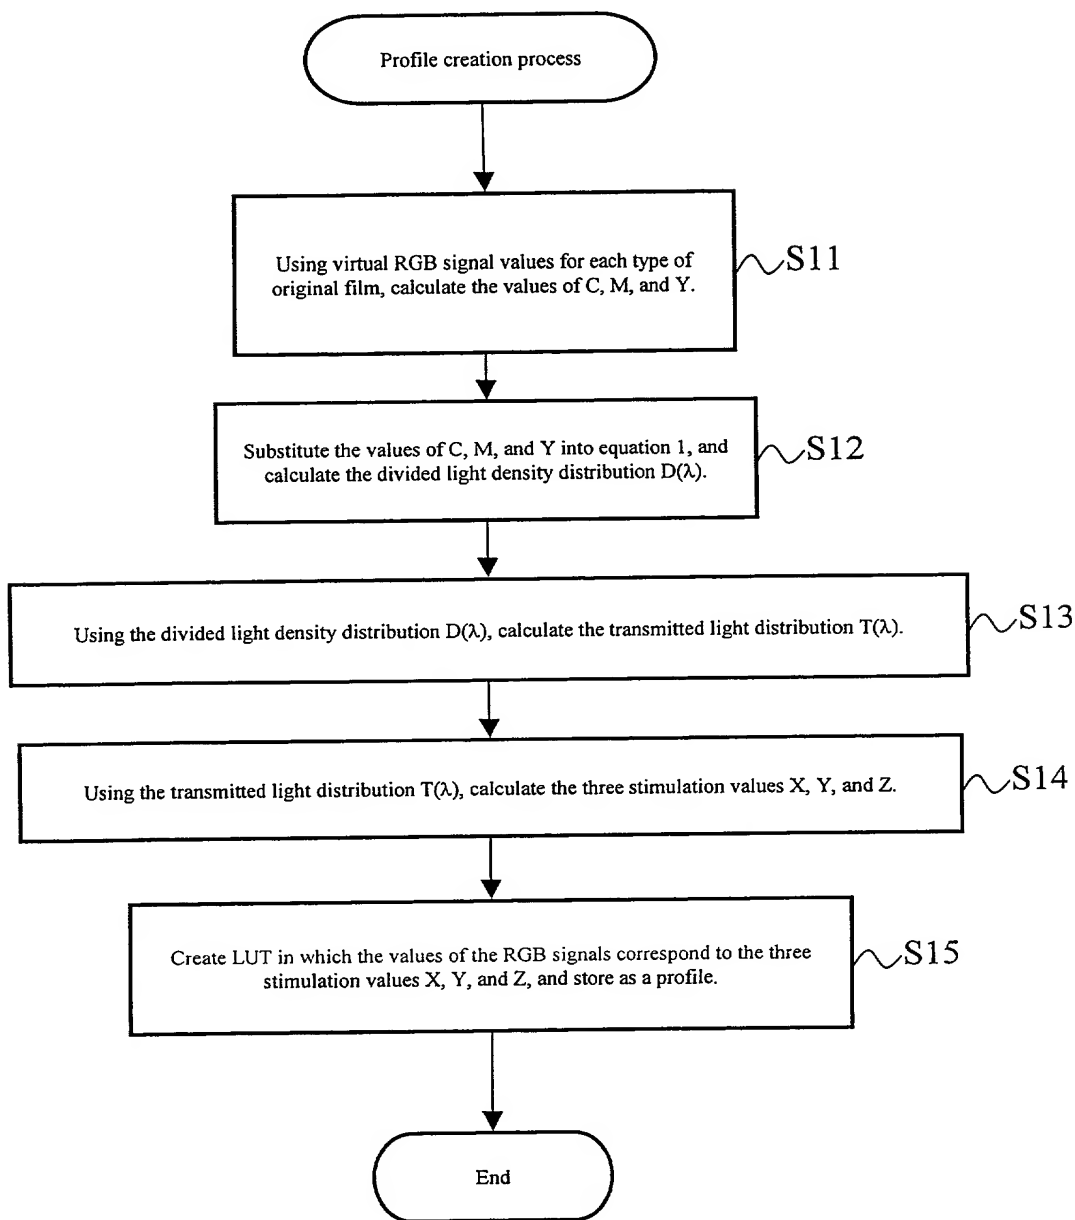 Profile creation process
Using virtual RGB signal values for each type of
original film, calculate the values of C, M, and Y.
S11
Substitute the values of C, M, and Y into equation 1, and
calculate the divided light density distribution D(λ).
S12
Using the divided light density distribution D(λ), calculate the transmitted light distribution T(λ).
S13
Using the transmitted light distribution T(λ), calculate the three stimulation values X, Y, and Z.
S14
Create LUT in which the values of the RGB signals correspond to the three
stimulation values X, Y, and Z, and store as a profile.
S15
End